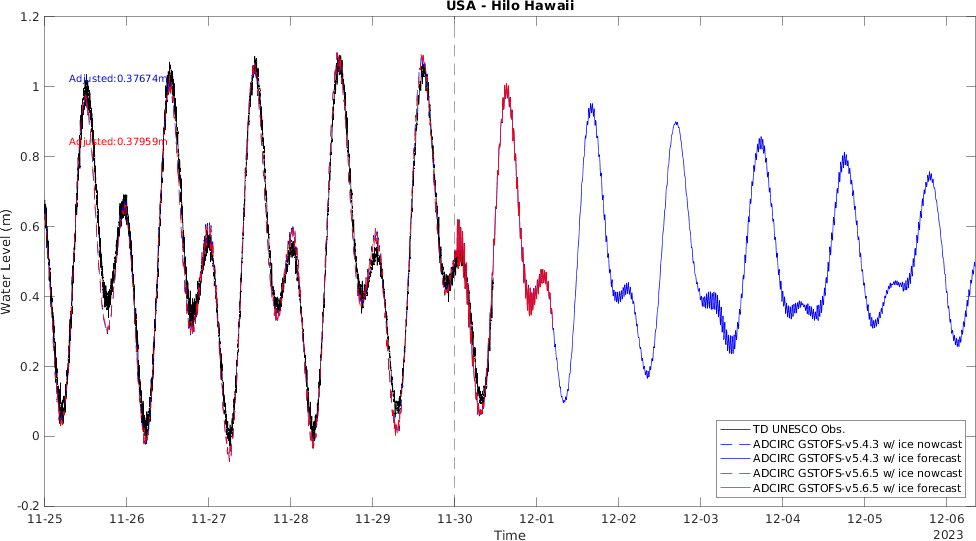 USA - Hilo Hawaii
1.2
1
0.8
0.6
0.4
0.2
0
-0.2
Water Level (m)
Adjusted:0.37674m
Adjusted:0.37959m
TD UNESCO Obs.
ADCIRC GSTOFS-v5.4.3 w/ ice nowcast
ADCIRC GSTOFS-v5.4.3 w/ ice forecast
ADCIRC GSTOFS-v5.6.5 w/ ice nowcast
ADCIRC GSTOFS-v5.6.5 w/ ice forecast
11-25 11-26 11-27 11-28 11-29 11-30 12-01 12-02 12-03 12-04 12-05 12-06
Time
2023